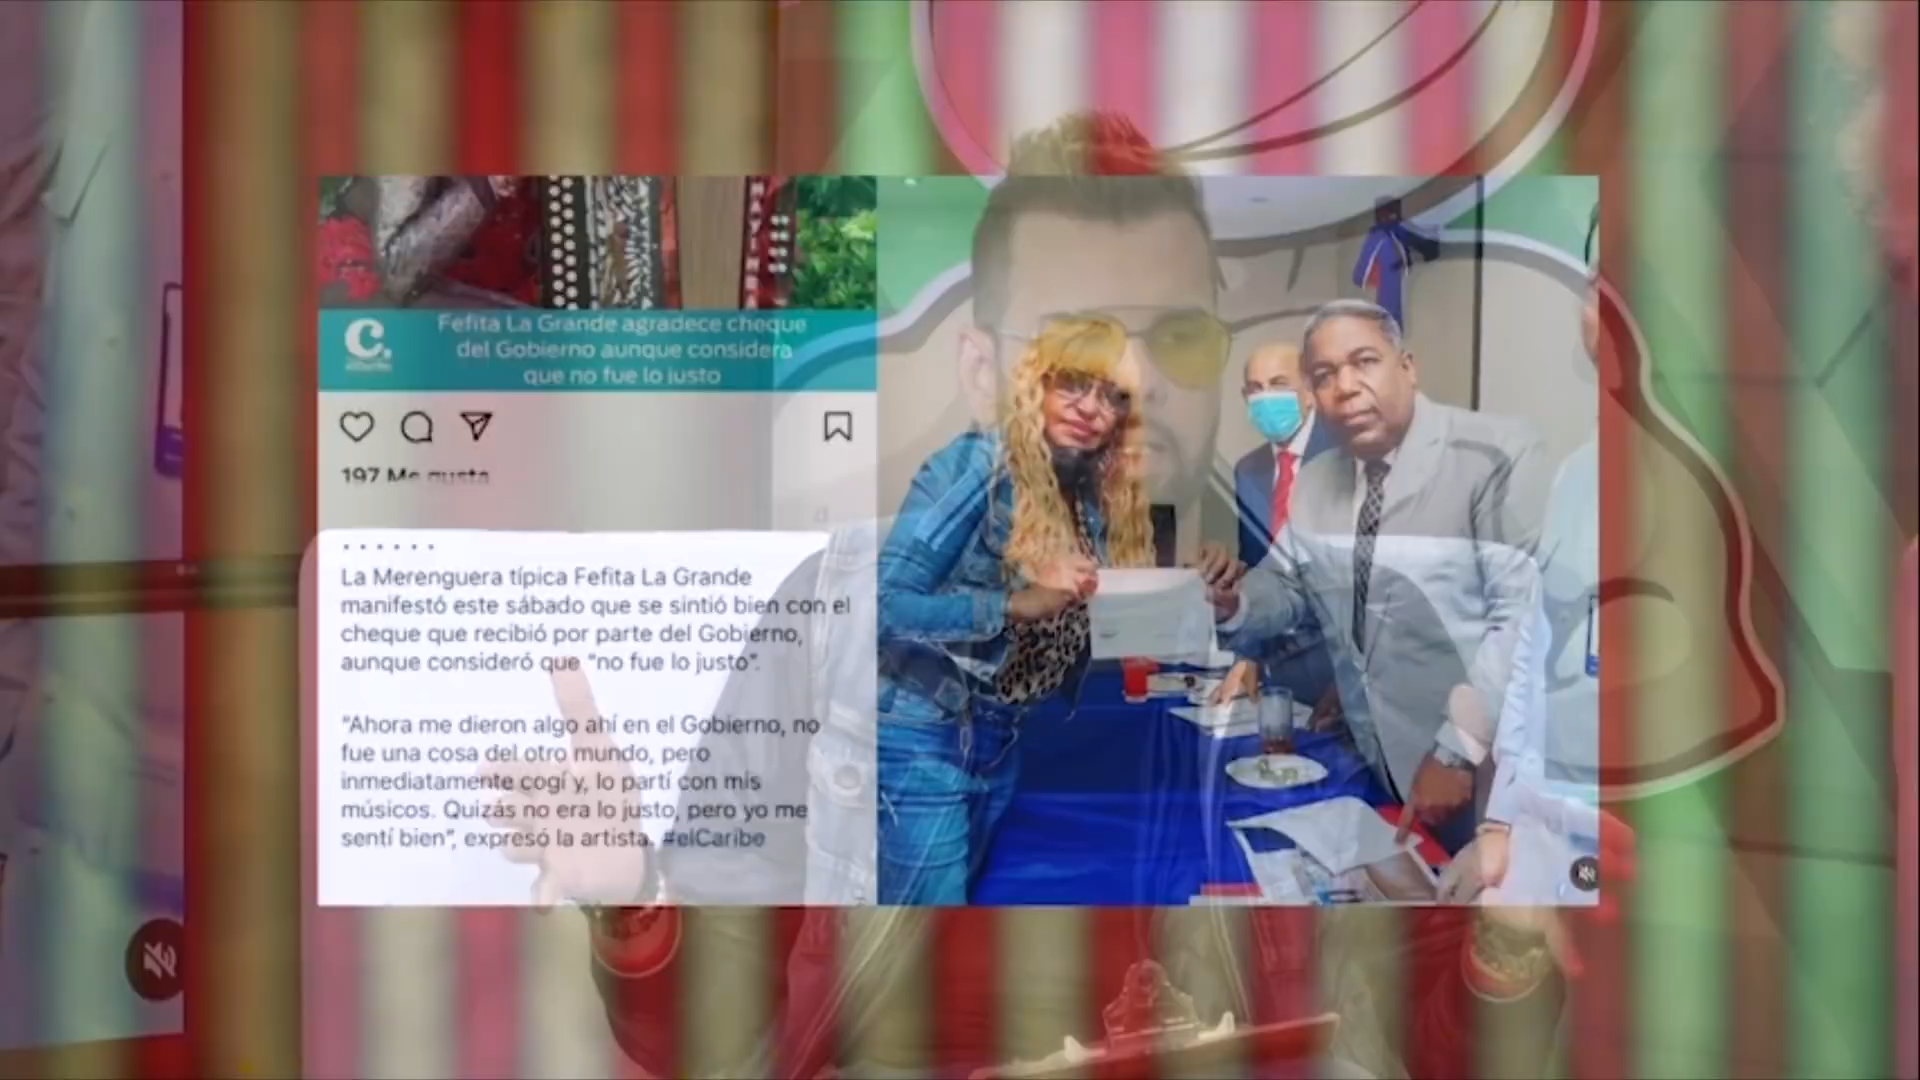 C.
Fefita La Grande agradece cheque
del Gobierno aunque considera
que no fue lo justo
197 Me gusta
La Merenguera típica Fefita La Grande
manifestó este sábado que se sintió bien con el
cheque que recibió por parte del Gobierno,
aunque consideró que "no fue lo justo".
"Ahora me dieron algo ahí en el Gobierno, no
fue una cosa del otro mundo, pero
inmediatamente cogí y, lo partí con mis
músicos. Quizás no era lo justo, pero yo me
sentí bien", expresó la artista. #elCaribe